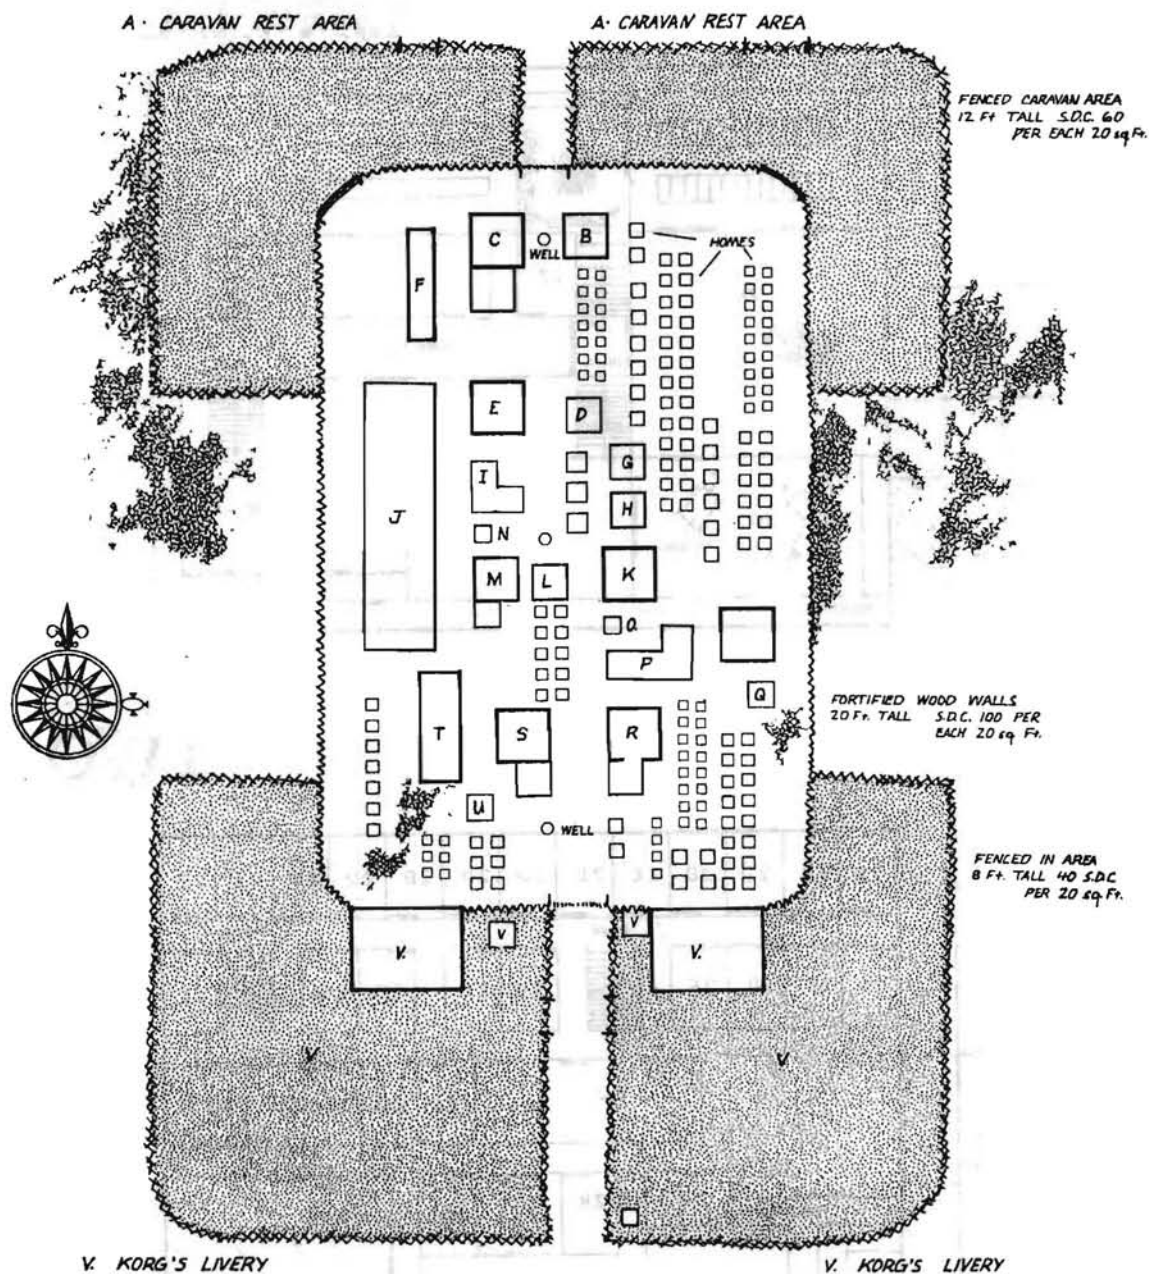 A. CARAVAN REST AREA
A. CARAVAN REST AREA
FENCED CARAVAN AREA
12 Ft TALL S.D.C. 60
PER EACH 20 sq Ft.
C
WELL
B
HOMES
F
E
D
G
I
H
J
N
M
L
K
O.
P
Q
FORTIFIED WOOD WALLS
20 Ft. TALL S.D.C. 100 PER
EACH 20 sq Ft.
T
S
R
U
WELL
FENCED IN AREA
8 Ft. TALL 40 S.D.C
PER 20 sq Ft.
V.
V
V
V.
V
V.
V. KORG'S LIVERY
V. KORG'S LIVERY